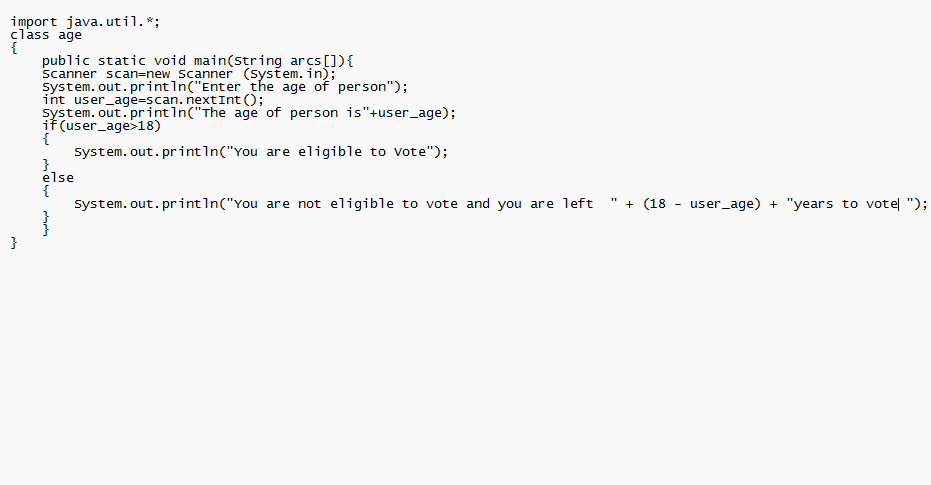 import java.util.*;
class age
{
    public static void main(String arcs[]){
    Scanner scan=new Scanner (System.in);
    System.out.println("Enter the age of person");
    int user_age=scan.nextInt();
    System.out.println("The age of person is"+user_age);
    if(user_age>18)
    {
        System.out.println("You are eligible to Vote");
    }
    else
    {
        System.out.println("You are not eligible to vote and you are left  " + (18 - user_age) + "years to vote ");
    }
    }
}